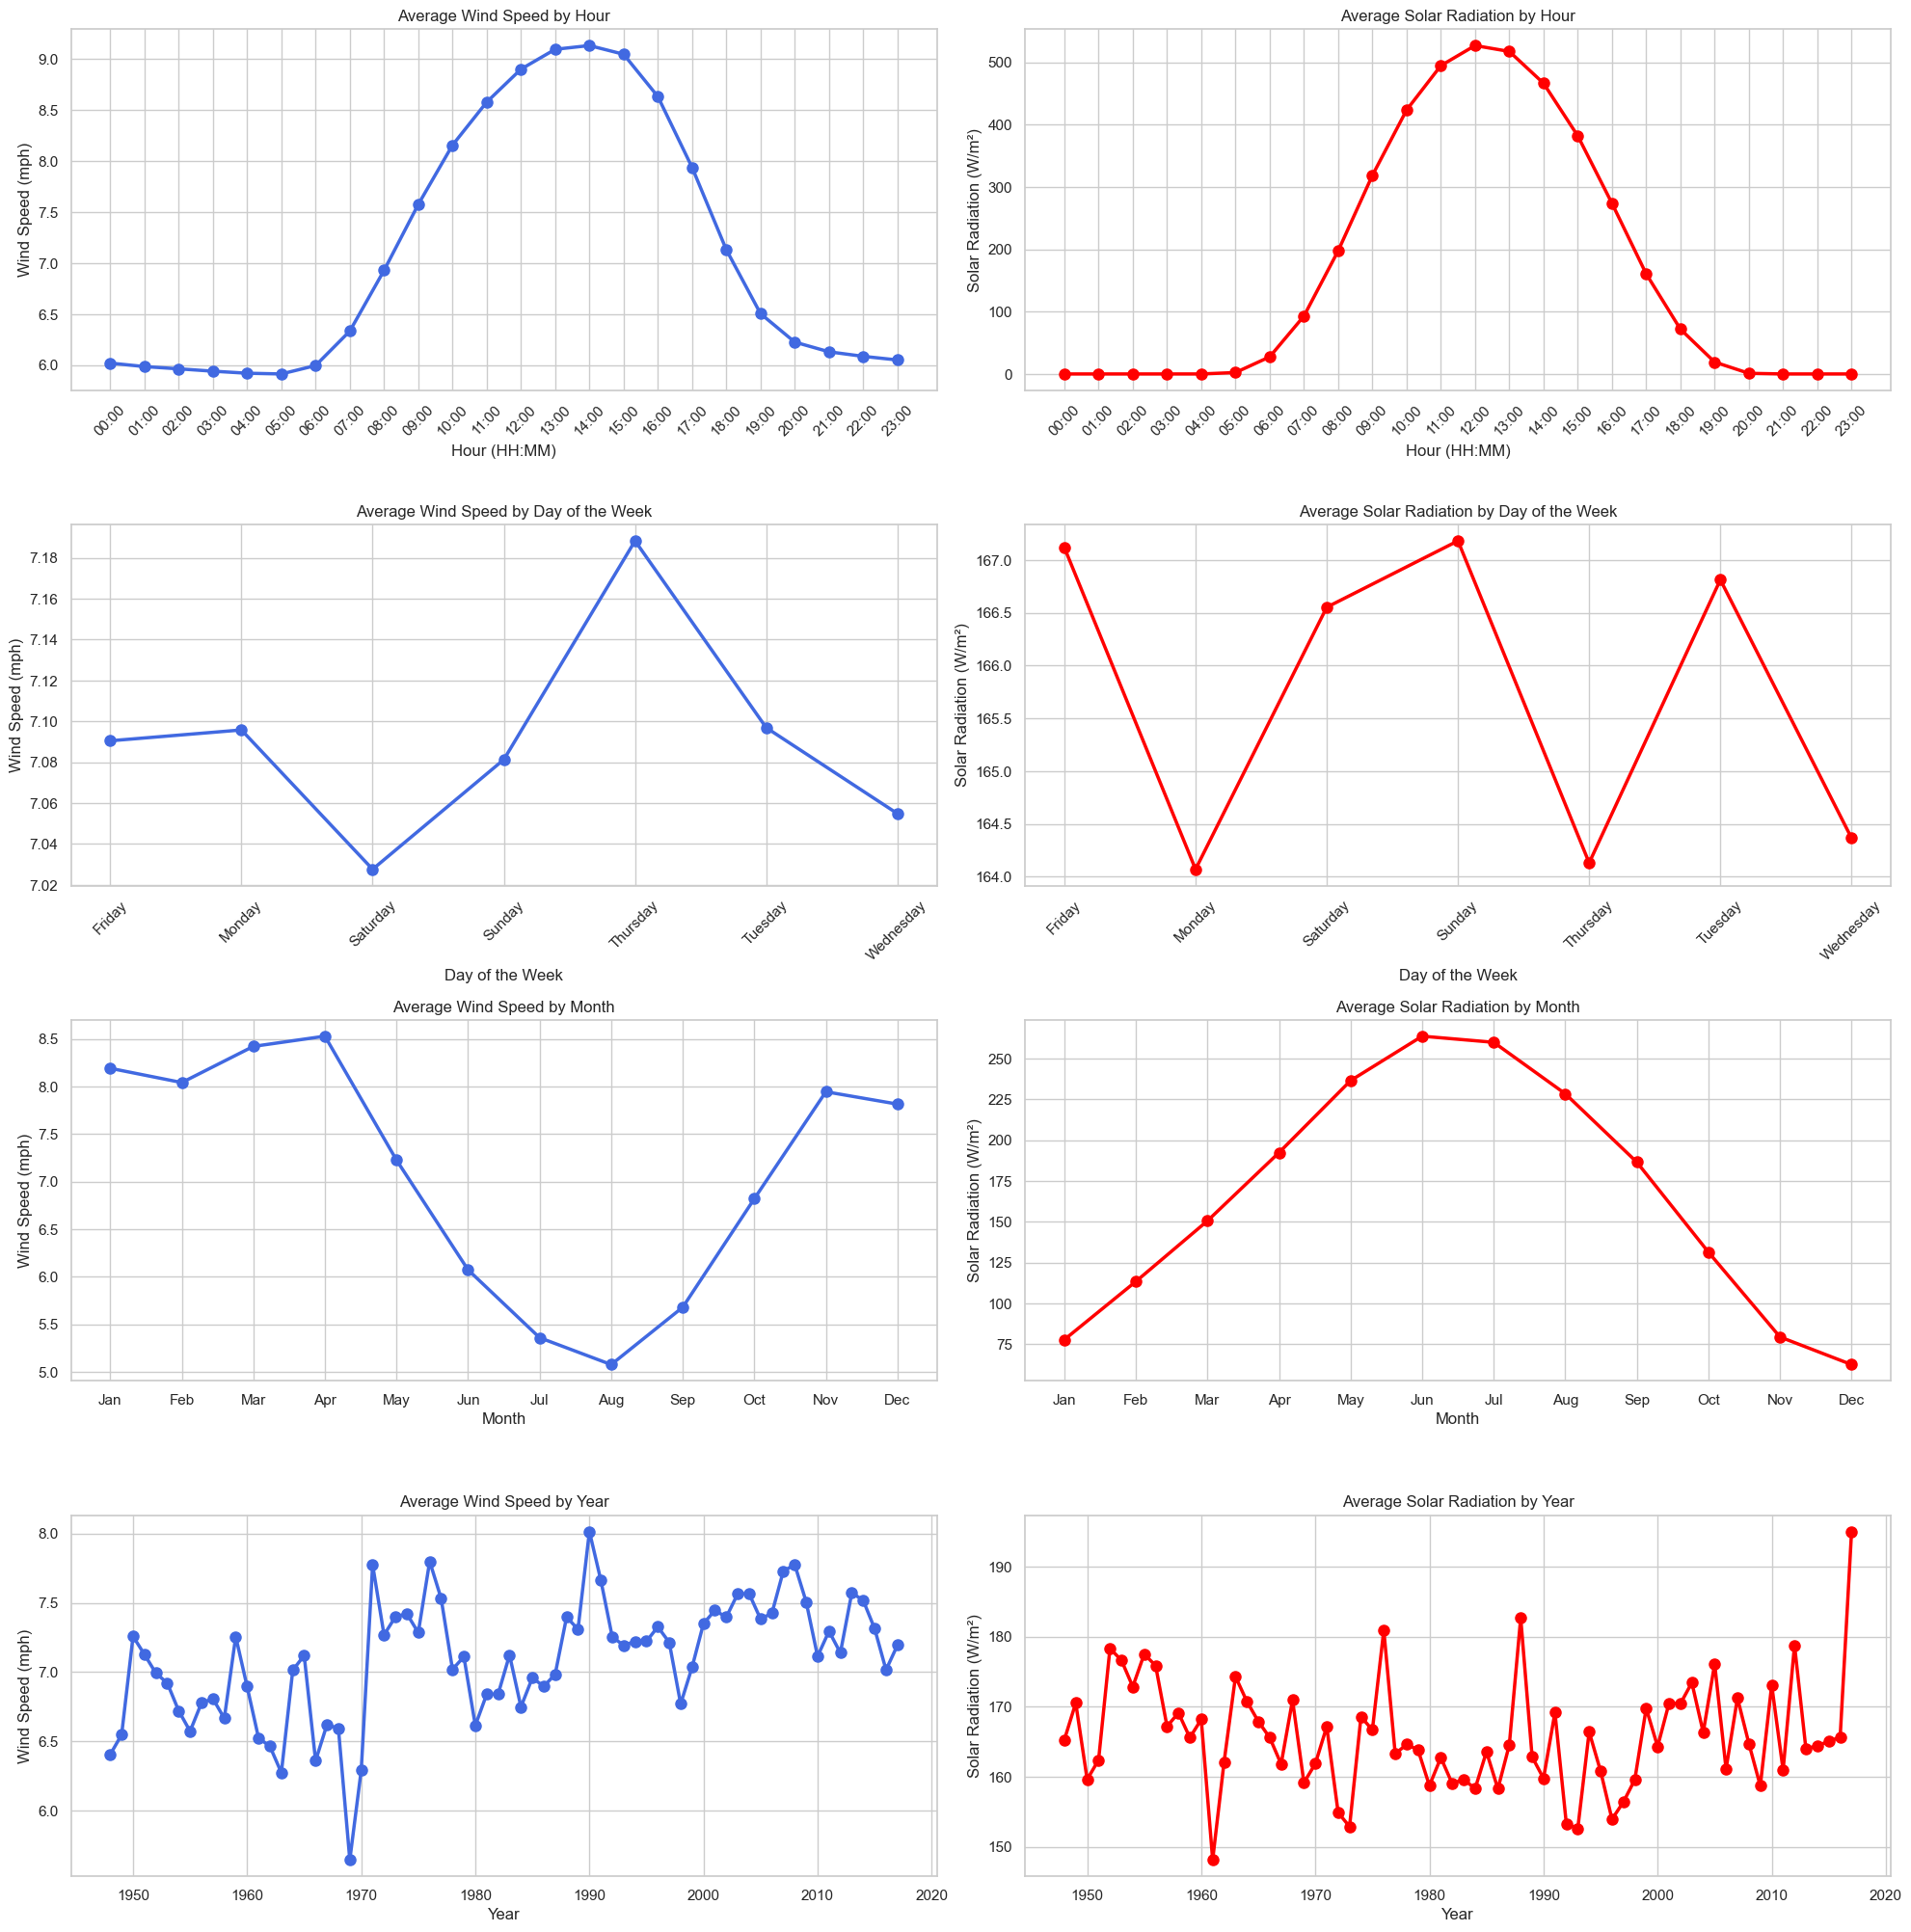 Average Wind Speed by Hour
Wind Speed (mph)
9.0
8.5
8.0
7.5
7.0
6.5
6.0
00:00 01:00 02:00 03:00 04:00 05:00 06:00 07:00 08:00 09:00 10:00 11:00 12:00 13:00 14:00 15:00 16:00 17:00 18:00 19:00 20:00 21:00 22:00 23:00
Hour (HH:MM)
Average Solar Radiation by Hour
Solar Radiation (W/m²)
500
400
300
200
100
0
00:00 01:00 02:00 03:00 04:00 05:00 06:00 07:00 08:00 09:00 10:00 11:00 12:00 13:00 14:00 15:00 16:00 17:00 18:00 19:00 20:00 21:00 22:00 23:00
Hour (HH:MM)
Average Wind Speed by Day of the Week
Wind Speed (mph)
7.18
7.16
7.14
7.12
7.10
7.08
7.06
7.04
7.02
Friday Monday Saturday Sunday Thursday Tuesday Wednesday
Day of the Week
Average Solar Radiation by Day of the Week
Solar Radiation (W/m²)
167.0
166.5
166.0
165.5
165.0
164.5
164.0
Friday Monday Saturday Sunday Thursday Tuesday Wednesday
Day of the Week
Average Wind Speed by Month
Wind Speed (mph)
8.5
8.0
7.5
7.0
6.5
6.0
5.5
5.0
Jan Feb Mar Apr May Jun Jul Aug Sep Oct Nov Dec
Month
Average Solar Radiation by Month
Solar Radiation (W/m²)
250
225
200
175
150
125
100
75
Jan Feb Mar Apr May Jun Jul Aug Sep Oct Nov Dec
Month
Average Wind Speed by Year
Wind Speed (mph)
8.0
7.5
7.0
6.5
6.0
1950 1960 1970 1980 1990 2000 2010 2020
Year
Average Solar Radiation by Year
Solar Radiation (W/m²)
190
180
170
160
150
1950 1960 1970 1980 1990 2000 2010 2020
Year